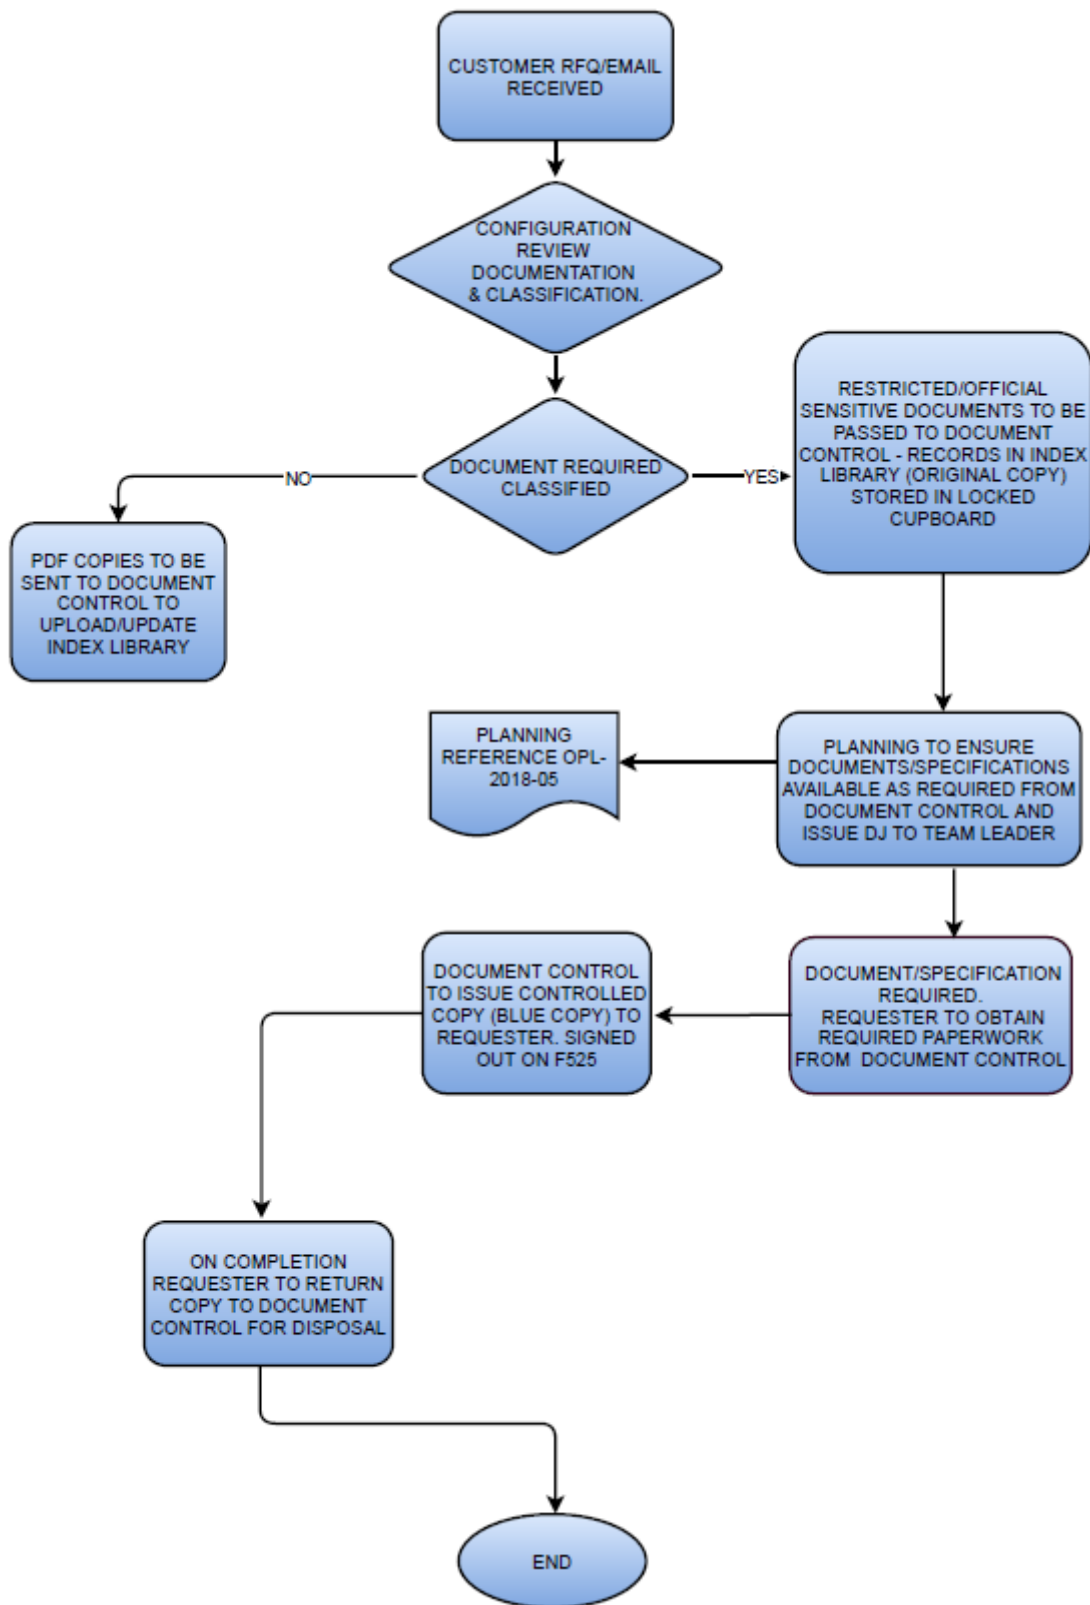 CUSTOMER RFQ/EMAIL
RECEIVED
CONFIGURATION
REVIEW
DOCUMENTATION
& CLASSIFICATION.
DOCUMENT REQUIRED
CLASSIFIED
NO
YES
RESTRICTED/OFFICIAL
SENSITIVE DOCUMENTS TO BE
PASSED TO DOCUMENT
CONTROL - RECORDS IN INDEX
LIBRARY (ORIGINAL COPY)
STORED IN LOCKED
CUPBOARD
PDF COPIES TO BE
SENT TO DOCUMENT
CONTROL TO
UPLOAD/UPDATE
INDEX LIBRARY
PLANNING
REFERENCE OPL-
2018-05
PLANNING TO ENSURE
DOCUMENTS/SPECIFICATIONS
AVAILABLE AS REQUIRED FROM
DOCUMENT CONTROL AND
ISSUE DJ TO TEAM LEADER
DOCUMENT CONTROL
TO ISSUE CONTROLLED
COPY (BLUE COPY) TO
REQUESTER. SIGNED
OUT ON F525
DOCUMENT/SPECIFICATION
REQUIRED.
REQUESTER TO OBTAIN
REQUIRED PAPERWORK
FROM  DOCUMENT CONTROL
ON COMPLETION
REQUESTER TO RETURN
COPY TO DOCUMENT
CONTROL FOR DISPOSAL
END